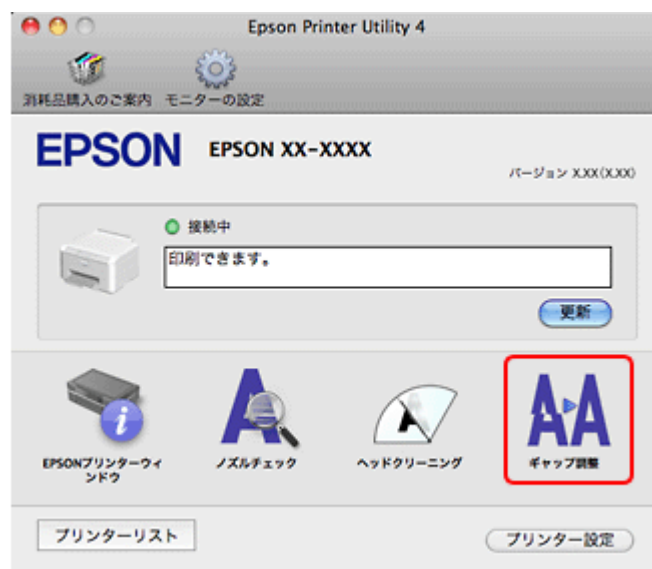 Epson Printer Utility 4
消耗品購入のご案内 モニターの設定
EPSON EPSON XX-XXXX
バージョン X.XX(X.XX)
接続中
印刷できます。
更新
EPSONプリンターウィ
ンドウ
ノズルチェック
ヘッドクリーニング
ギャップ調整
プリンターリスト
プリンター設定